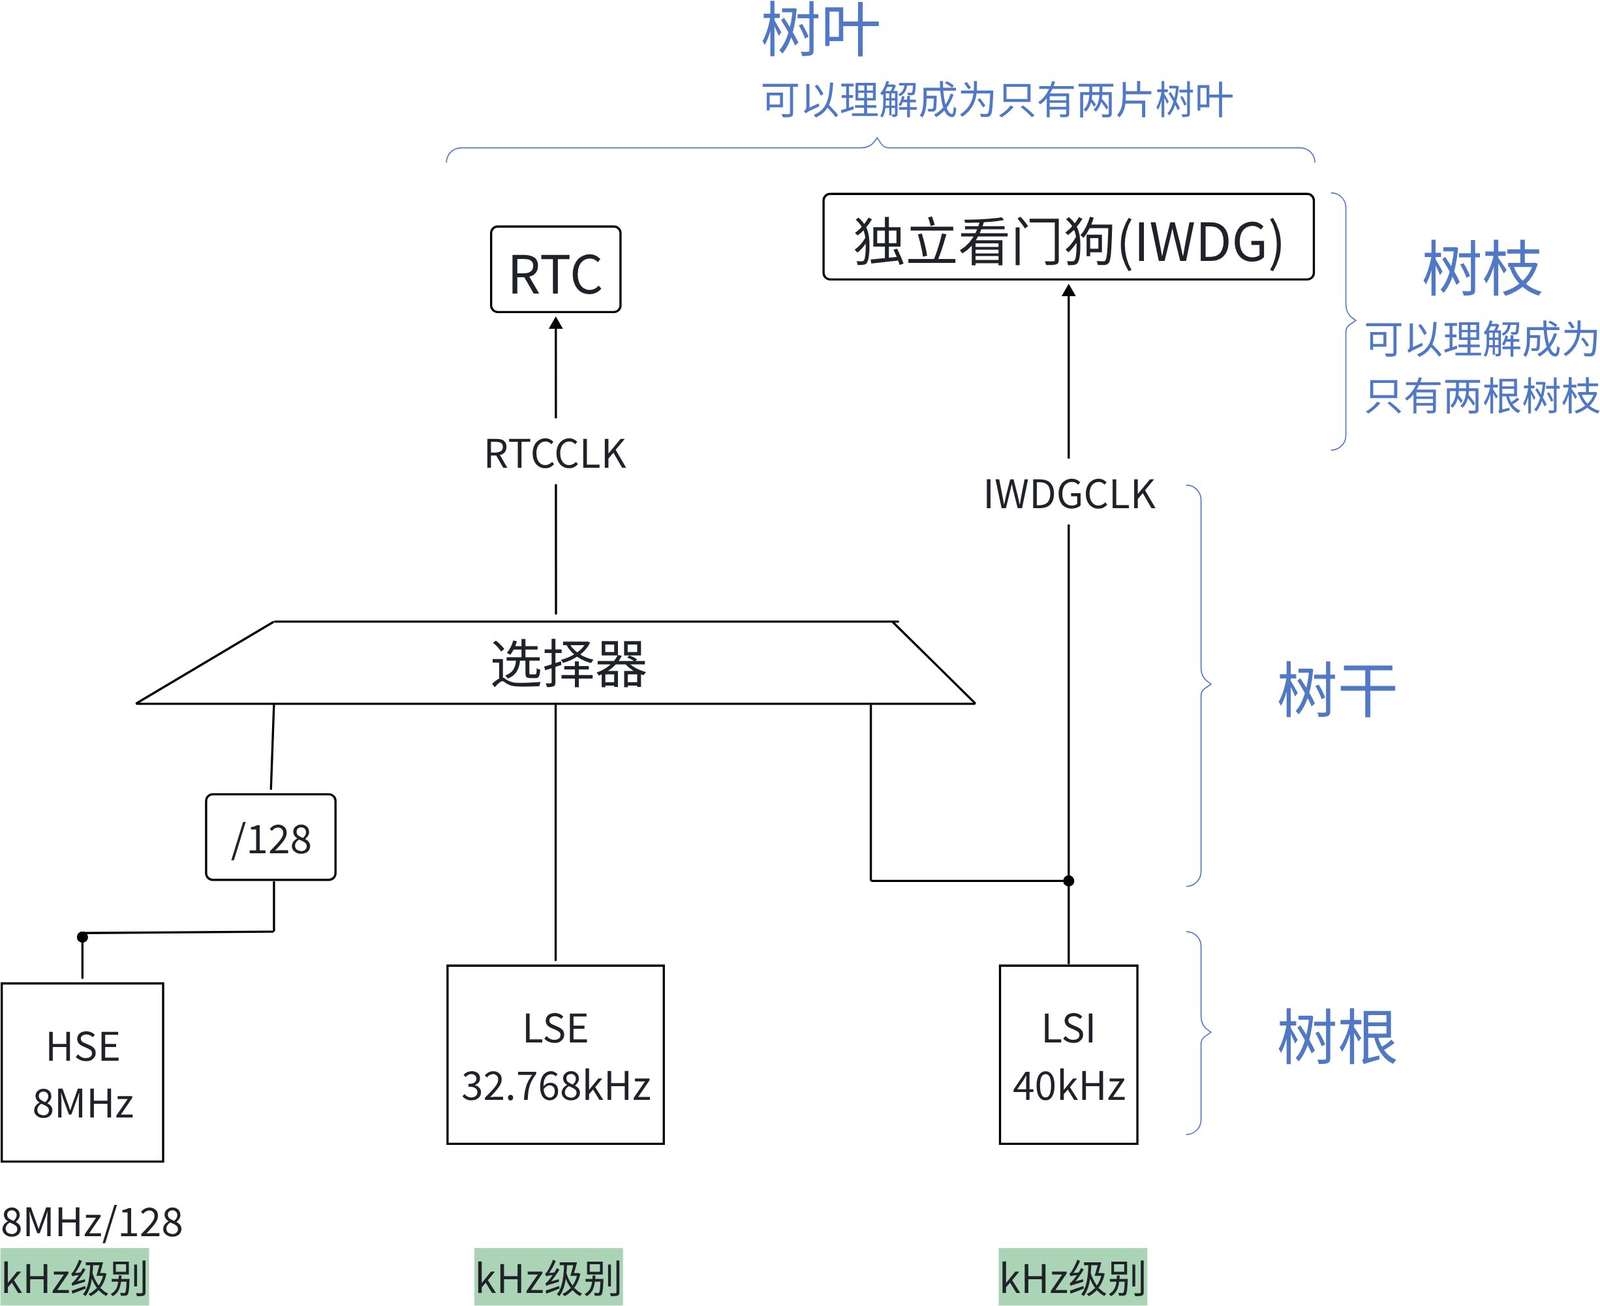 树叶
可以理解成为只有两片树叶
RTC
独立看门狗(IWDG)
树枝
可以理解成为
只有两根树枝
RTCCLK
IWDGCLK
选择器
树干
/128
HSE
8MHz
LSE
32.768kHz
LSI
40kHz
树根
8MHz/128
kHz级别
kHz级别
kHz级别